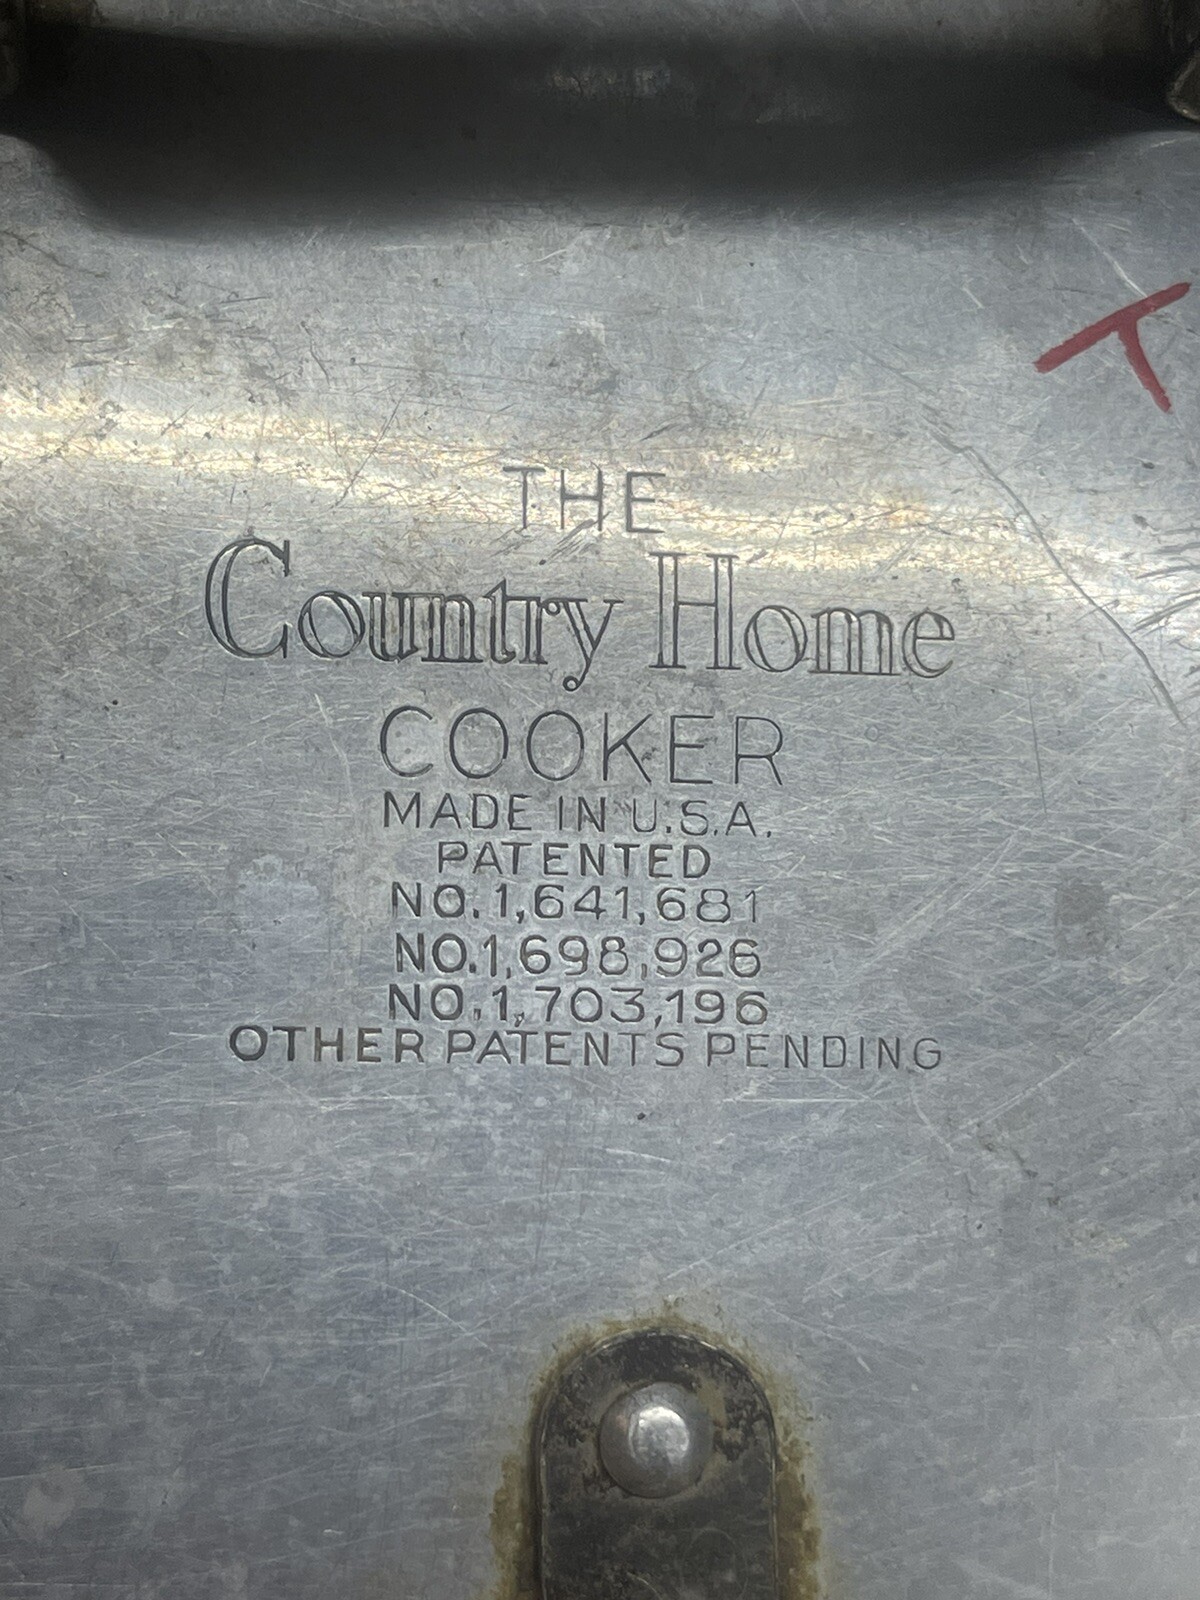 T
THE
Country Home
COOKER
MADE IN U.S.A.
PATENTED
NO. 1,641,681
NO. 1,698,926
NO. 1,703,196
OTHER PATENTS PENDING